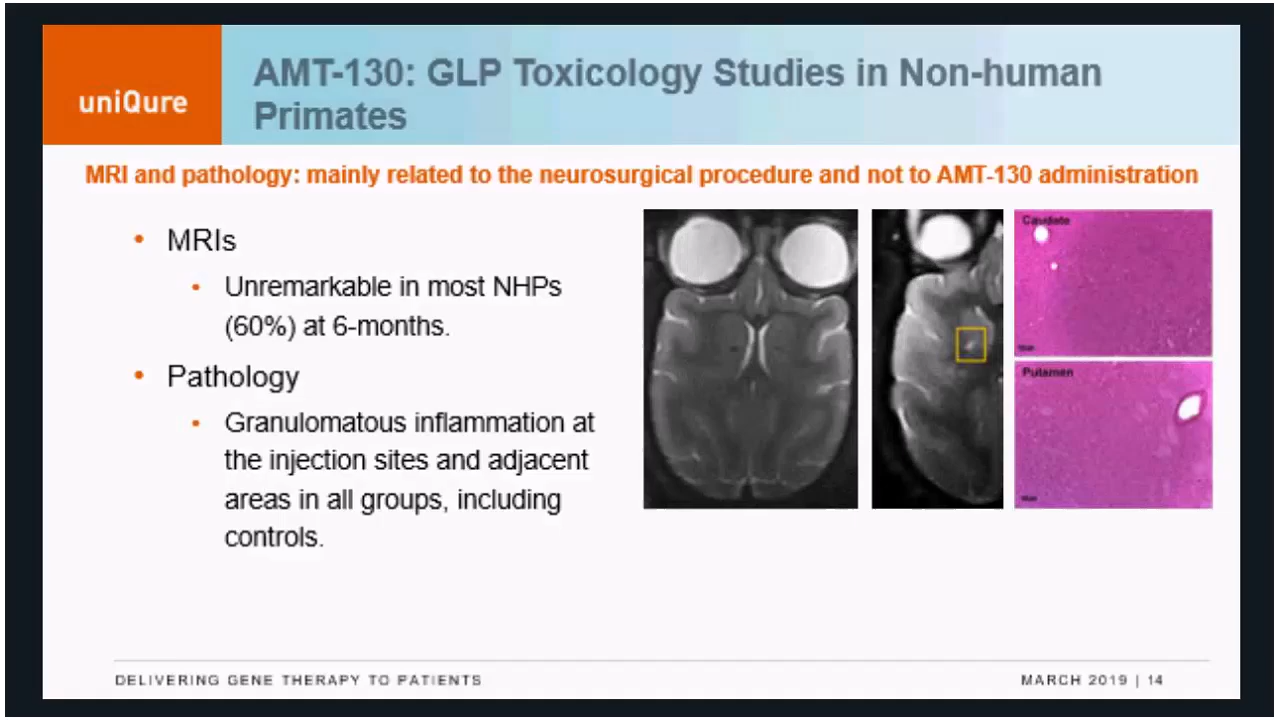 uniQure
AMT-130: GLP Toxicology Studies in Non-human
Primates
MRI and pathology: mainly related to the neurosurgical procedure and not to AMT-130 administration
• MRIs
• Unremarkable in most NHPs
(60%) at 6-months.
• Pathology
• Granulomatous inflammation at
the injection sites and adjacent
areas in all groups, including
controls.
Caudate
Putamen
DELIVERING GENE THERAPY TO PATIENTS
MARCH 2019 | 14